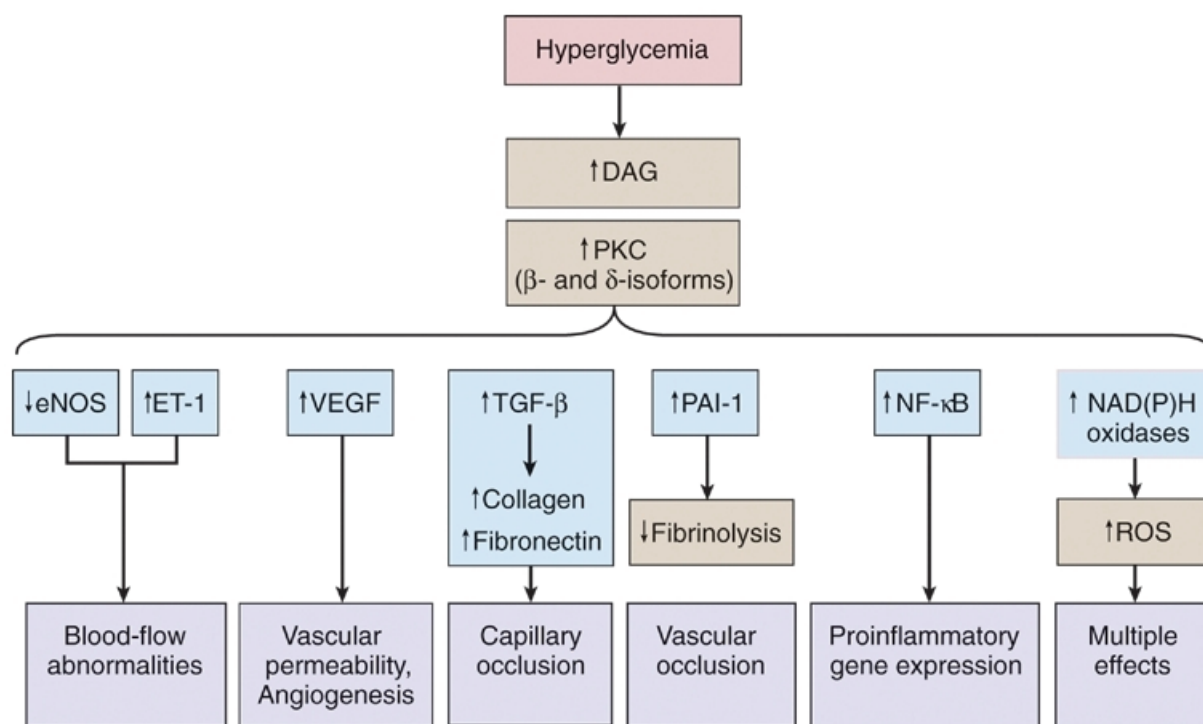 Hyperglycemia
↑DAG
↑PKC
(β- and δ-isoforms)
↓eNOS
↑ET-1
↑VEGF
↑TGF-β
↑Collagen
↑Fibronectin
↑PAI-1
↓Fibrinolysis
↑NF-κB
↑ NAD(P)H
oxidases
↑ROS
Blood-flow
abnormalities
Vascular
permeability,
Angiogenesis
Capillary
occlusion
Vascular
occlusion
Proinflammatory
gene expression
Multiple
effects